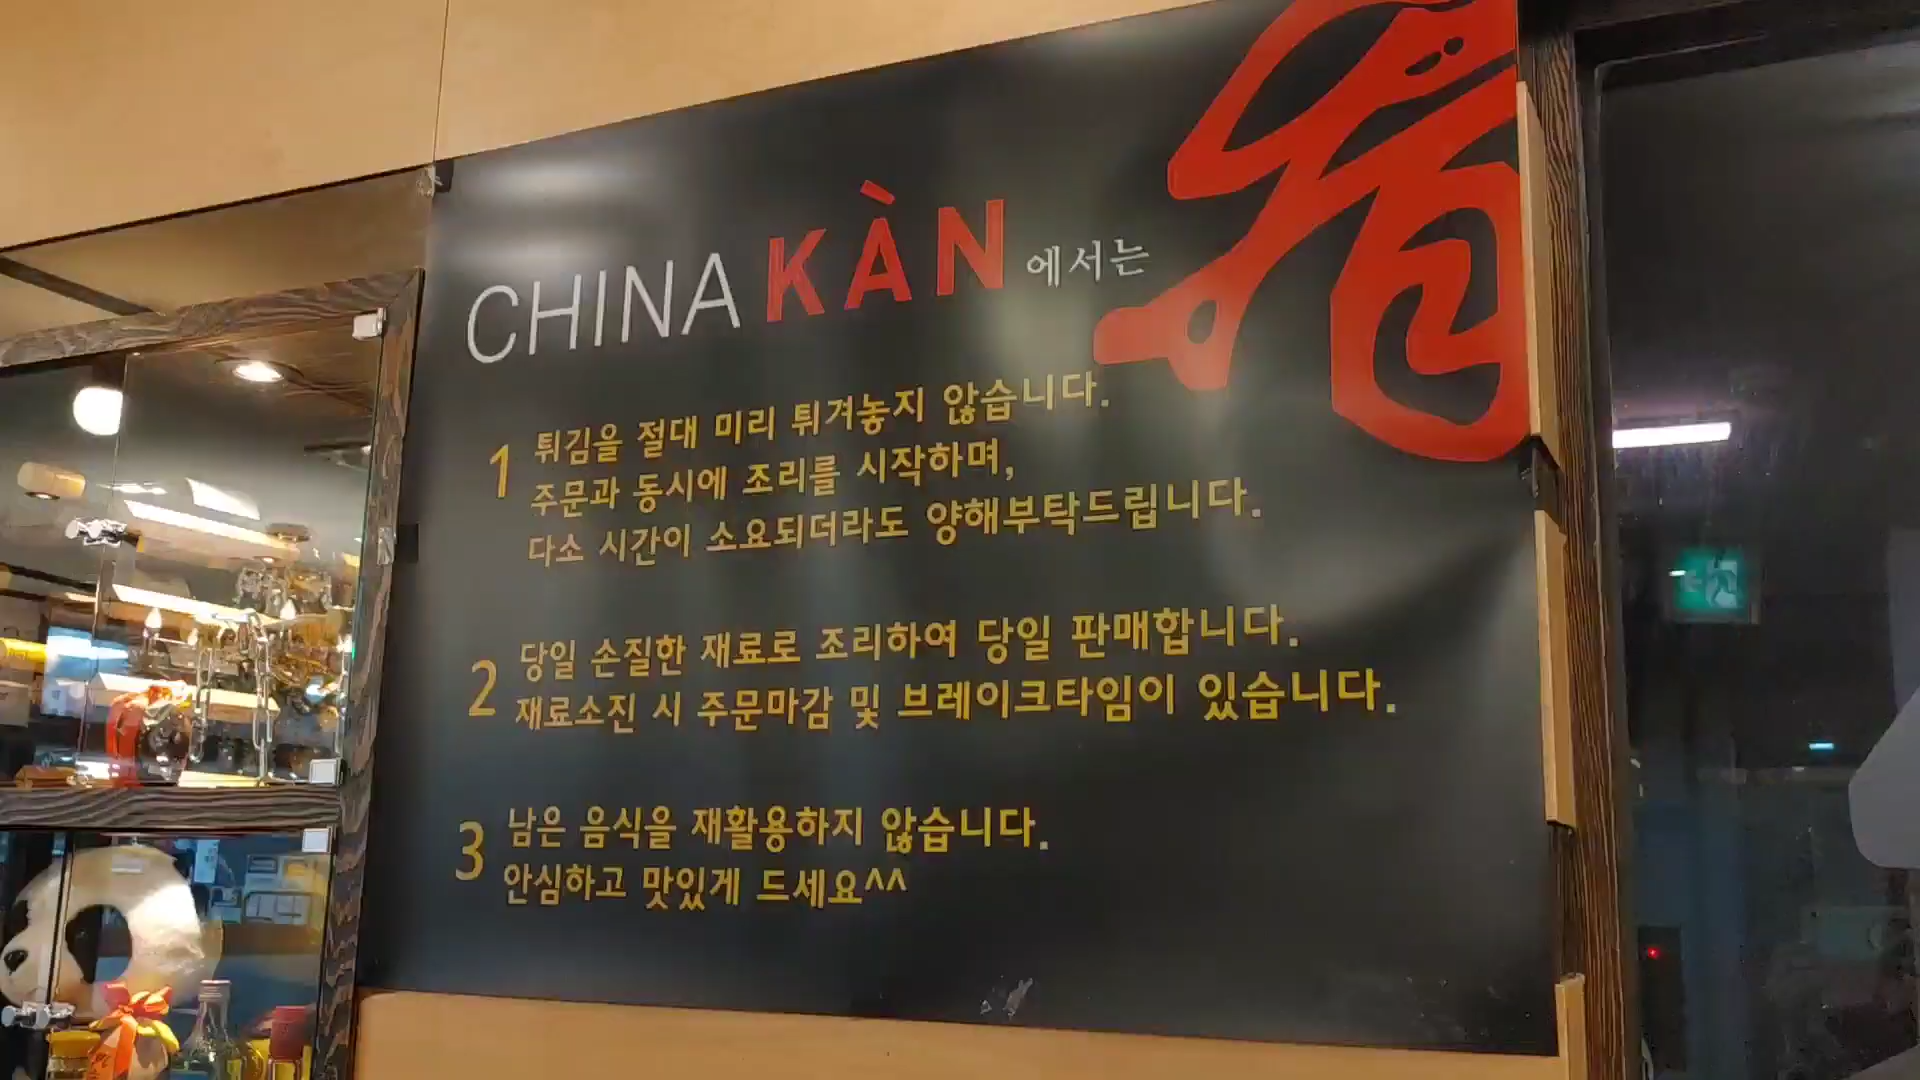 CHINA KÀN 에서는
看
1 튀김을 절대 미리 튀겨놓지 않습니다.
주문과 동시에 조리를 시작하며,
다소 시간이 소요되더라도 양해부탁드립니다.
2 당일 손질한 재료로 조리하여 당일 판매합니다.
재료소진 시 주문마감 및 브레이크타임이 있습니다.
3 남은 음식을 재활용하지 않습니다.
안심하고 맛있게 드세요^^